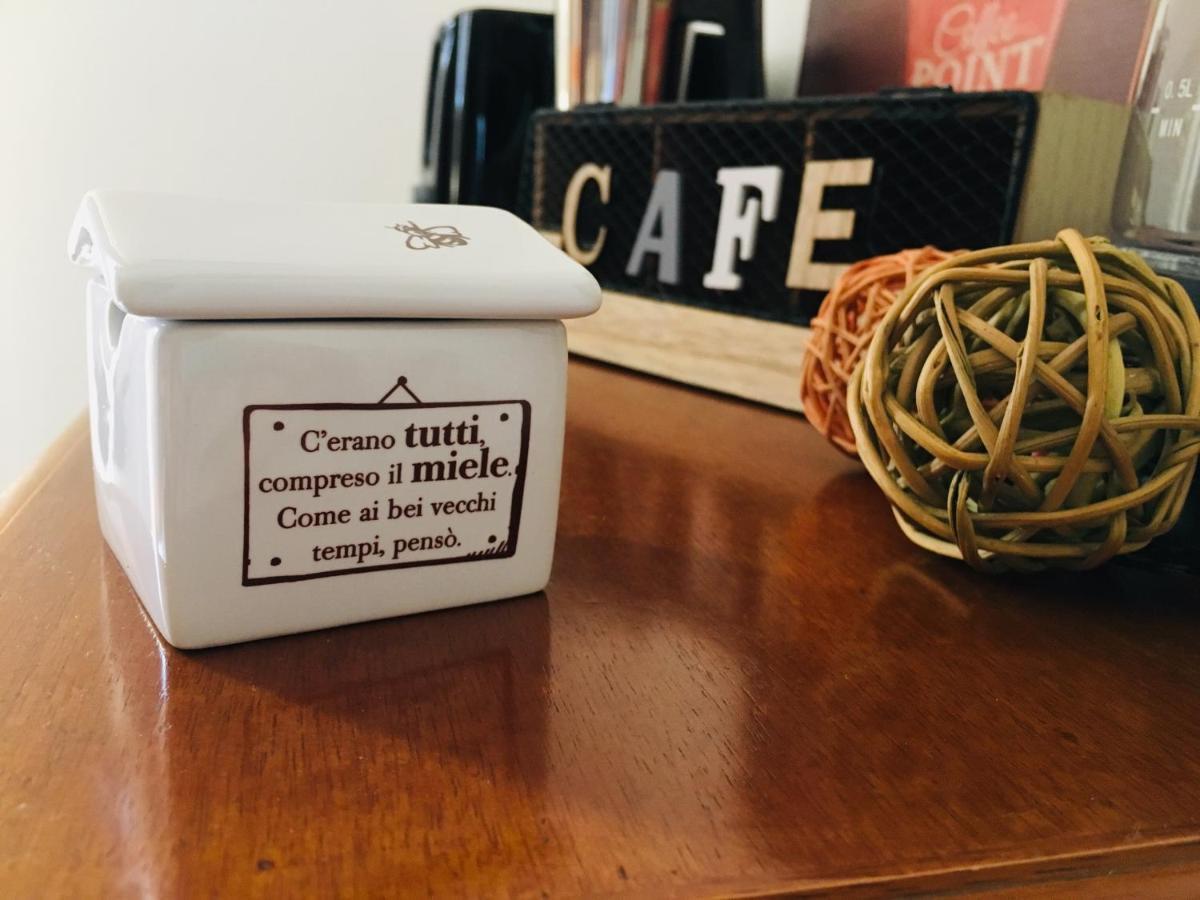 Coffee
POINT
0.5L
MIN
CAFE
C'erano tutti,
compreso il miele.
Come ai bei vecchi
tempi, pensò.